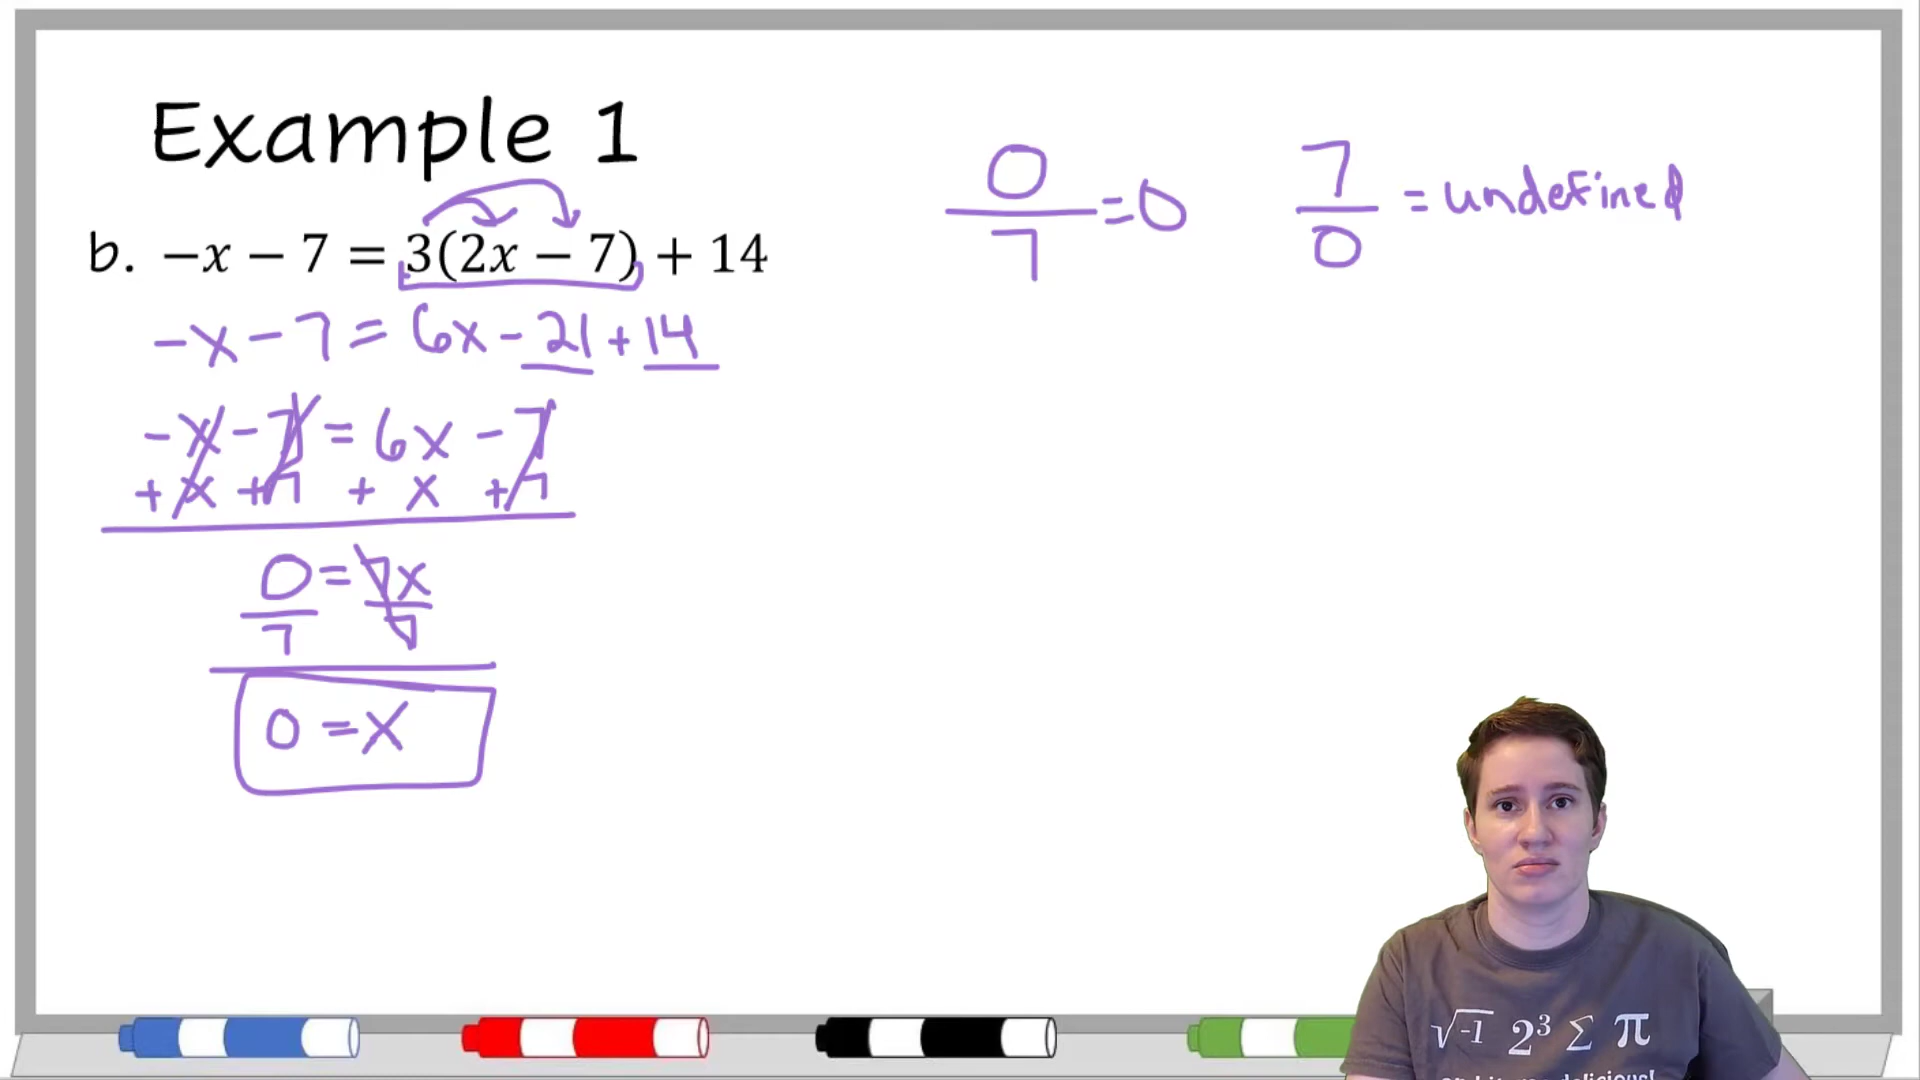 Example 1
b. −x − 7 = 3(2x − 7) + 14
-x - 7 = 6x - 21 + 14
-x - 7 = 6x - 7
+ x + 7 + x + 7
0 = 7x
7 7
0 = x
0/7 = 0
7/0 = undefined
√-1 2³ Σ π